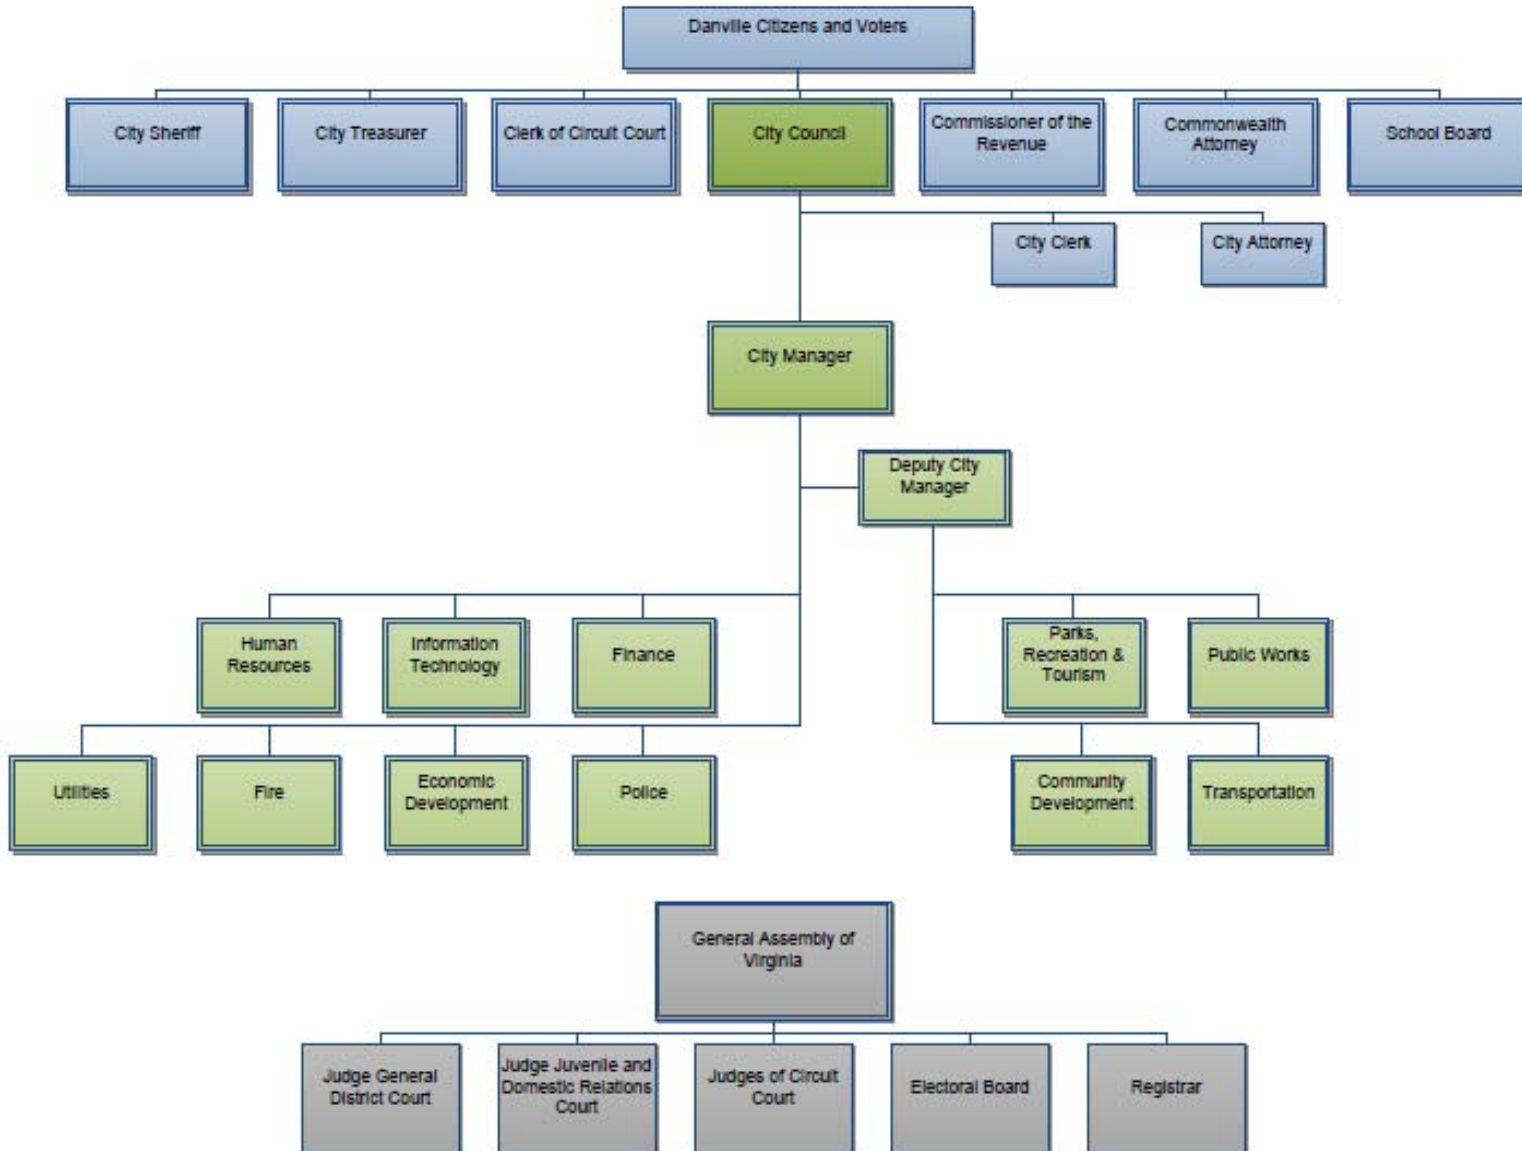 Danville Citizens and Voters
City Sheriff
City Treasurer
Clerk of Circuit Court
City Council
Commissioner of the
Revenue
Commonwealth
Attorney
School Board
City Clerk
City Attorney
City Manager
Deputy City
Manager
Human
Resources
Information
Technology
Finance
Parks,
Recreation &
Tourism
Public Works
Utilities
Fire
Economic
Development
Police
Community
Development
Transportation
General Assembly of
Virginia
Judge General
District Court
Judge Juvenile and
Domestic Relations
Court
Judges of Circuit
Court
Electoral Board
Registrar